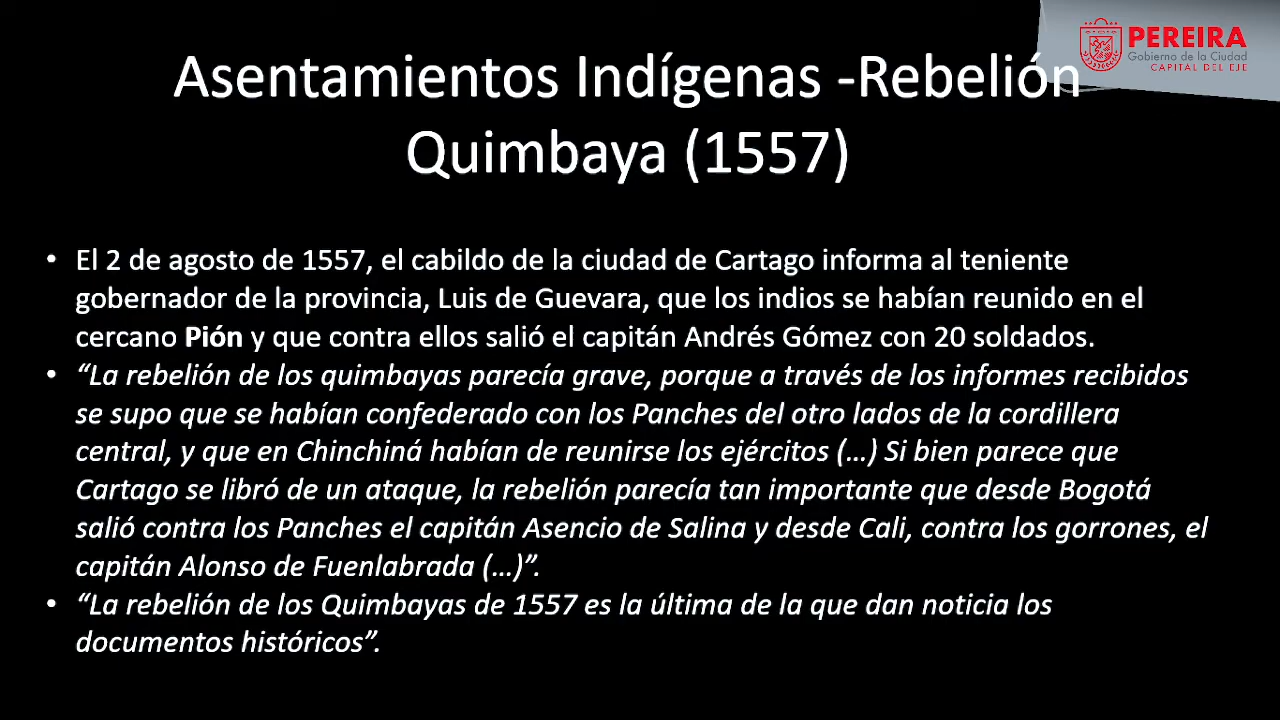 PEREIRA
Gobierno de la Ciudad
CAPITAL DEL EJE
Asentamientos Indígenas -Rebelión
Quimbaya (1557)
• El 2 de agosto de 1557, el cabildo de la ciudad de Cartago informa al teniente
gobernador de la provincia, Luis de Guevara, que los indios se habían reunido en el
cercano Pión y que contra ellos salió el capitán Andrés Gómez con 20 soldados.
• “La rebelión de los quimbayas parecía grave, porque a través de los informes recibidos
se supo que se habían confederado con los Panches del otro lados de la cordillera
central, y que en Chinchiná habían de reunirse los ejércitos (…) Si bien parece que
Cartago se libró de un ataque, la rebelión parecía tan importante que desde Bogotá
salió contra los Panches el capitán Asencio de Salina y desde Cali, contra los gorrones, el
capitán Alonso de Fuenlabrada (…)”.
• “La rebelión de los Quimbayas de 1557 es la última de la que dan noticia los
documentos históricos”.